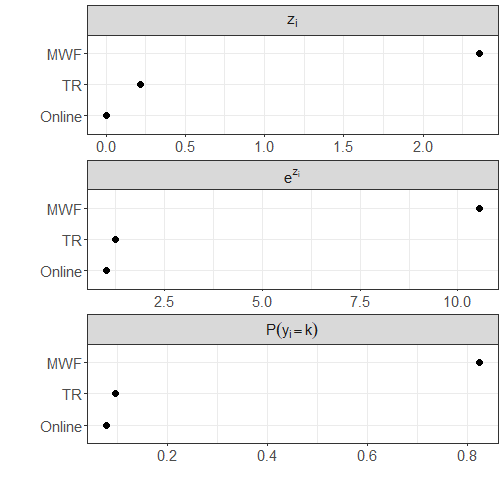 z_i
MWF
TR
Online
0.0 0.5 1.0 1.5 2.0
e^{z_i}
MWF
TR
Online
2.5 5.0 7.5 10.0
P(y_i = k)
MWF
TR
Online
0.2 0.4 0.6 0.8